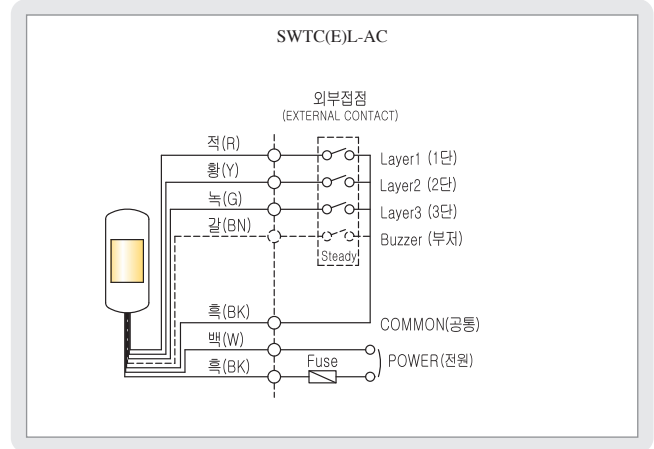 SWTC(E)L-AC
외부접점
(EXTERNAL CONTACT)
적(R)
Layer1 (1단)
황(Y)
Layer2 (2단)
녹(G)
Layer3 (3단)
갈(BN)
Buzzer (부저)
Steady
흑(BK)
COMMON(공통)
백(W)
Fuse
POWER(전원)
흑(BK)